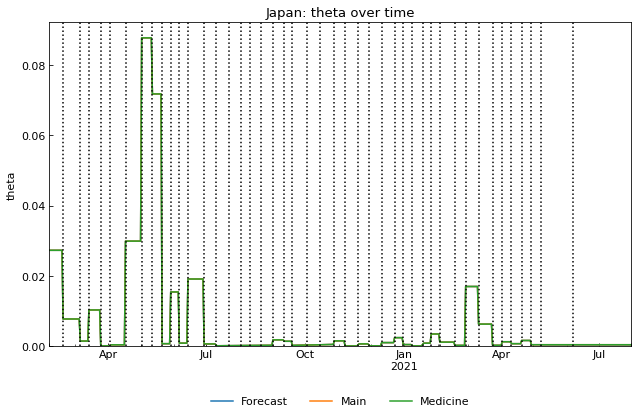 Japan: theta over time
theta
0.08
0.06
0.04
0.02
0.00
Apr Jul Oct Jan Apr Jul
2021
Forecast Main Medicine